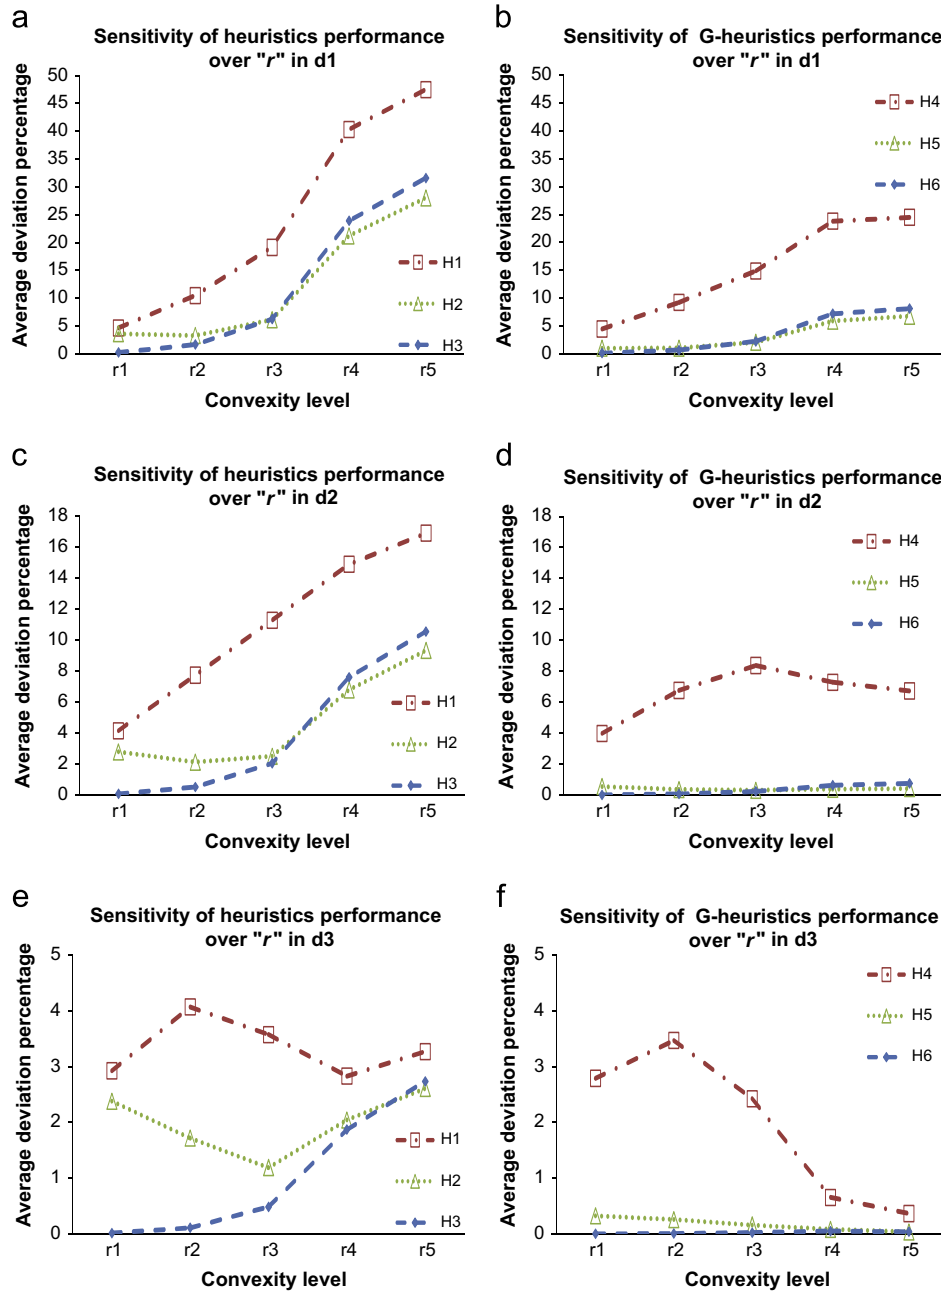 a
Sensitivity of heuristics performance
over "r" in d1
Average deviation percentage
50
45
40
35
30
25
20
15
10
5
0
H1
H2
H3
r1 r2 r3 r4 r5
Convexity level
b
Sensitivity of G-heuristics performance
over "r" in d1
Average deviation percentage
50
45
40
35
30
25
20
15
10
5
0
H4
H5
H6
r1 r2 r3 r4 r5
Convexity level
c
Sensitivity of heuristics performance
over "r" in d2
Average deviation percentage
18
16
14
12
10
8
6
4
2
0
H1
H2
H3
r1 r2 r3 r4 r5
Convexity level
d
Sensitivity of G-heuristics performance
over "r" in d2
Average deviation percentage
18
16
14
12
10
8
6
4
2
0
H4
H5
H6
r1 r2 r3 r4 r5
Convexity level
e
Sensitivity of heuristics performance
over "r" in d3
Average deviation percentage
5
4
3
2
1
0
H1
H2
H3
r1 r2 r3 r4 r5
Convexity level
f
Sensitivity of G-heuristics performance
over "r" in d3
Average deviation percentage
5
4
3
2
1
0
H4
H5
H6
r1 r2 r3 r4 r5
Convexity level